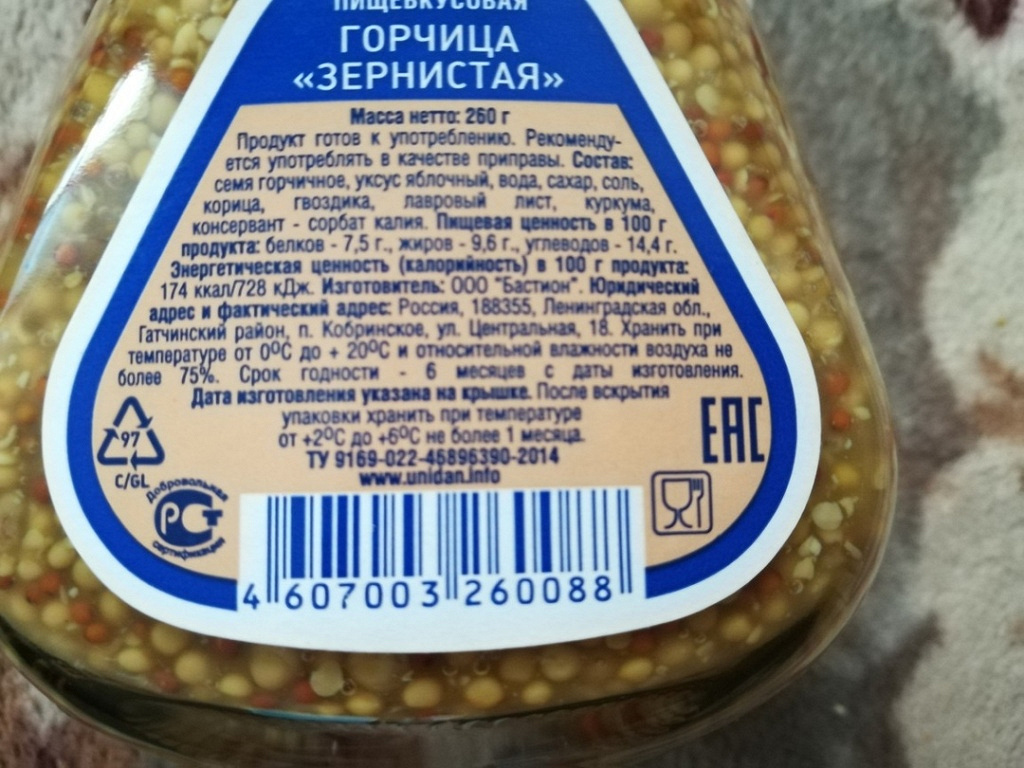 ПИЩЕВКУСОВАЯ
ГОРЧИЦА
«ЗЕРНИСТАЯ»
Масса нетто: 260 г
Продукт готов к употреблению. Рекоменду-
ется употреблять в качестве приправы. Состав:
семя горчичное, уксус яблочный, вода, сахар, соль,
корица, гвоздика, лавровый лист, куркума,
консервант - сорбат калия. Пищевая ценность в 100 г
продукта: белков - 7,5 г., жиров - 9,6 г., углеводов - 14,4 г.
Энергетическая ценность (калорийность) в 100 г продукта:
174 ккал/728 кДж. Изготовитель: ООО "Бастион". Юридический
адрес и фактический адрес: Россия, 188355, Ленинградская обл.,
Гатчинский район, п. Кобринское, ул. Центральная, 18. Хранить при
температуре от 0ºС до + 20ºС и относительной влажности воздуха не
более 75%. Срок годности - 6 месяцев с даты изготовления.
Дата изготовления указана на крышке. После вскрытия
упаковки хранить при температуре
от +2ºС до +6ºС не более 1 месяца.
ТУ 9169-022-46896390-2014
www.unidan.info
97
C/GL
ЕАС
Добровольная
РСТ
сертификация
4 607003 260088